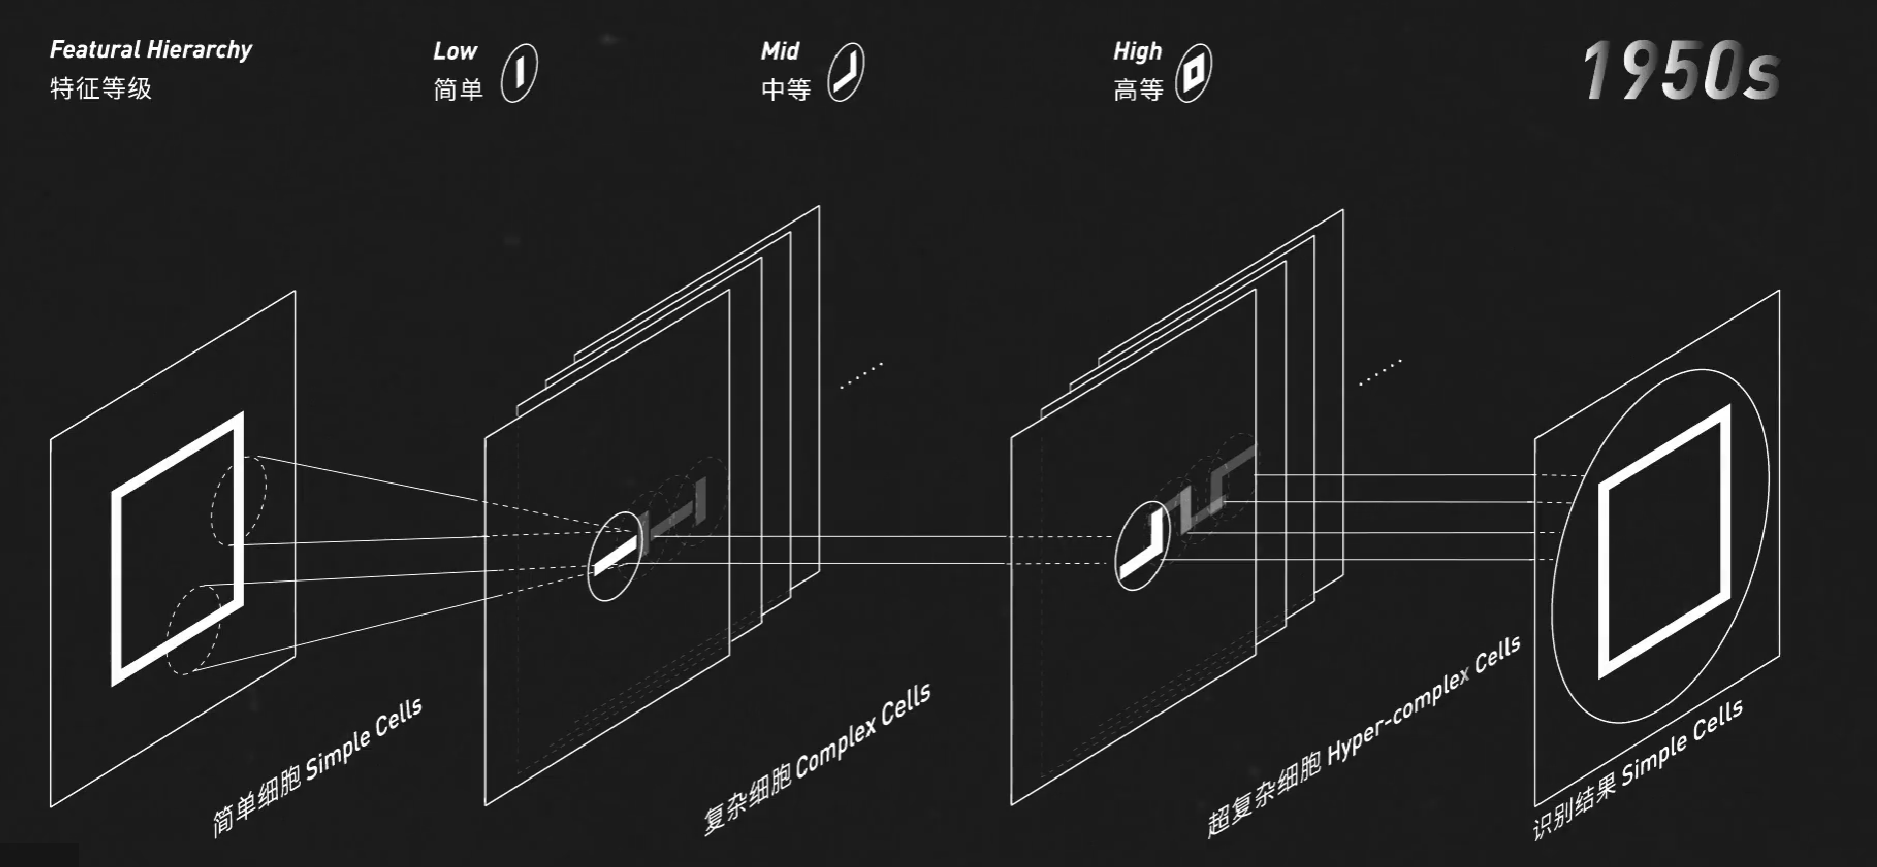 Featural Hierarchy
特征等级
Low
简单
Mid
中等
High
高等
1950s
简单细胞 Simple Cells
复杂细胞 Complex Cells
超复杂细胞 Hyper-complex Cells
识别结果 Simple Cells